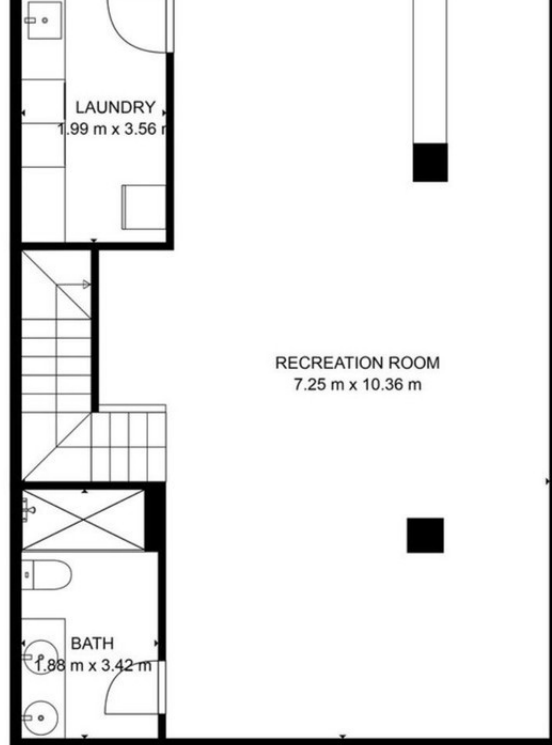 LAUNDRY
1.99 m x 3.56 m
RECREATION ROOM
7.25 m x 10.36 m
BATH
1.88 m x 3.42 m